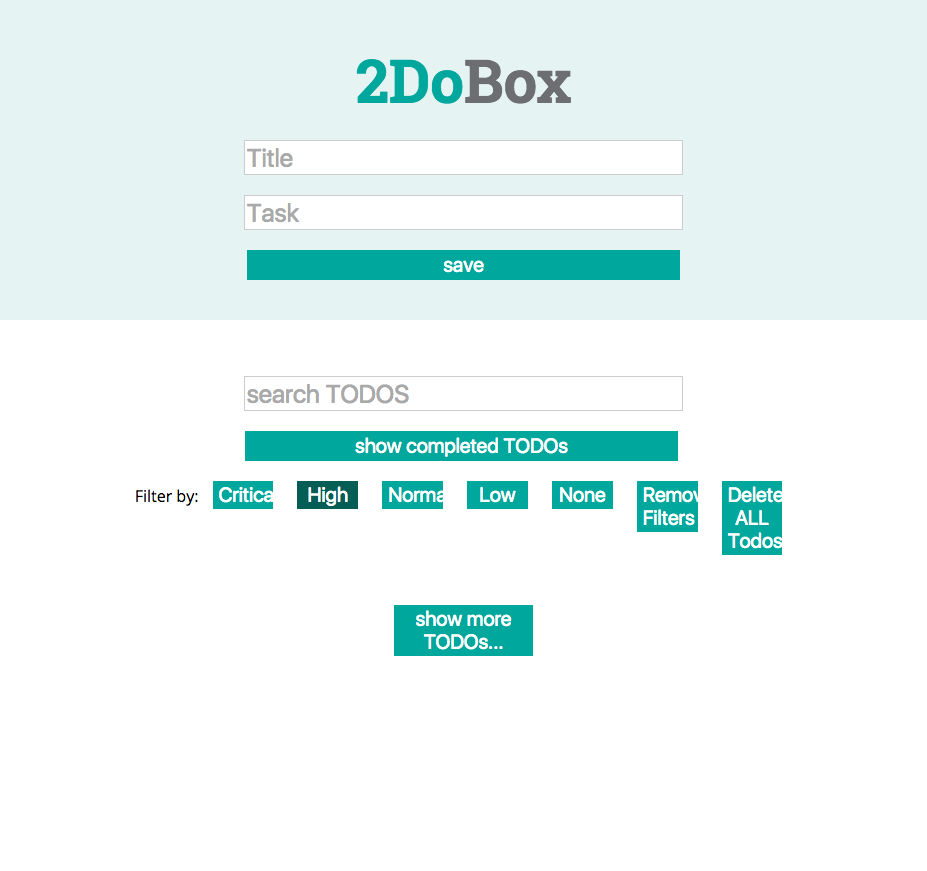 2DoBox
Title
Task
save
search TODOS
show completed TODOs
Filter by: Critica High Norma Low None Remov Delete
Filters ALL
Todos
show more
TODOs...